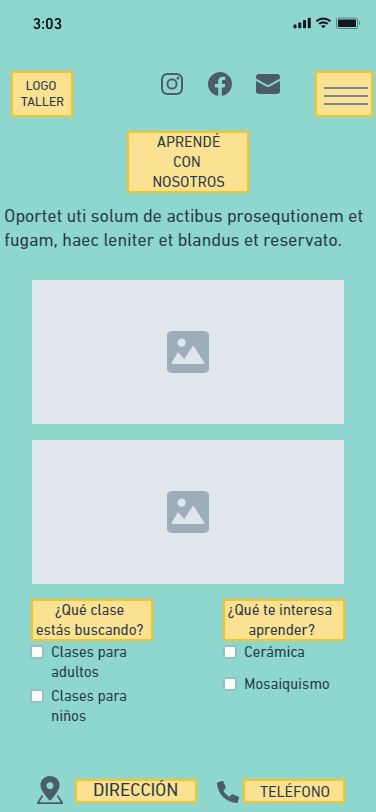 3:03
LOGO
TALLER
APRENDÉ
CON
NOSOTROS
Oportet uti solum de actibus prosequtionem et
fugam, haec leniter et blandus et reservato.
¿Qué clase
estás buscando?
¿Qué te interesa
aprender?
Clases para
adultos
Clases para
niños
Cerámica
Mosaiquismo
DIRECCIÓN
TELÉFONO